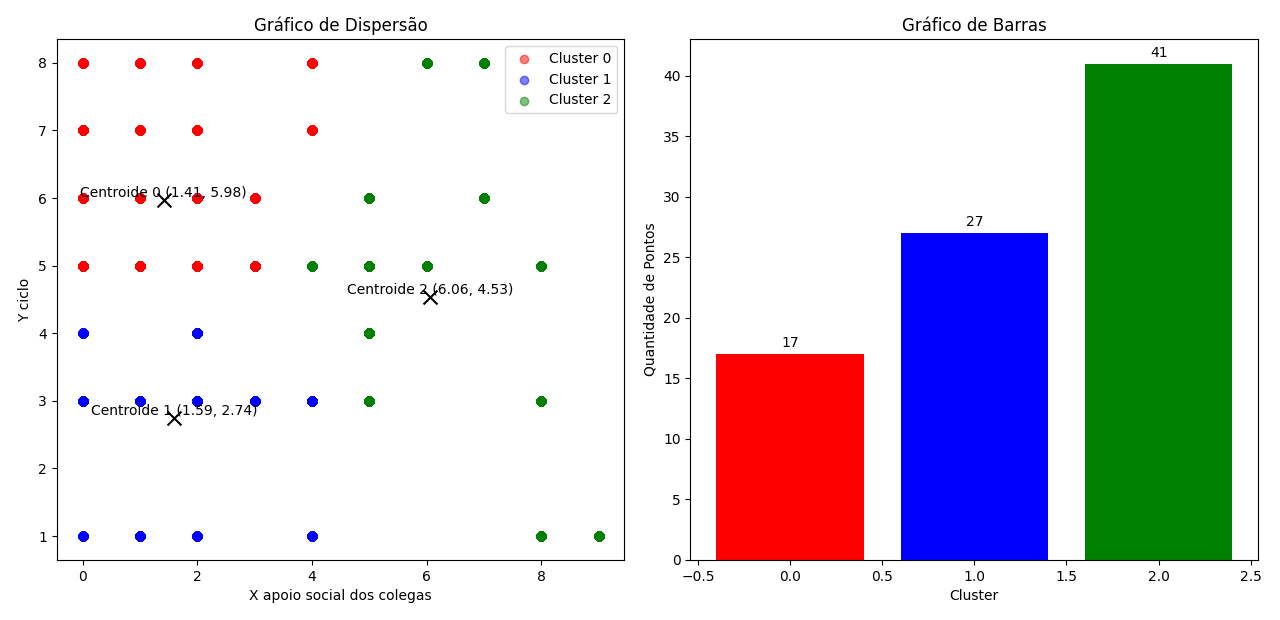 Gráfico de Dispersão
Cluster 0
Cluster 1
Cluster 2
8
7
6
5
4
3
2
1
Y ciclo
Centroide 0 (1.41, 5.98)
Centroide 2 (6.06, 4.53)
Centroide 1 (1.59, 2.74)
0
2
4
6
8
X apoio social dos colegas
Gráfico de Barras
40
35
30
25
20
15
10
5
0
Quantidade de Pontos
17
27
41
−0.5
0.0
0.5
1.0
1.5
2.0
2.5
Cluster